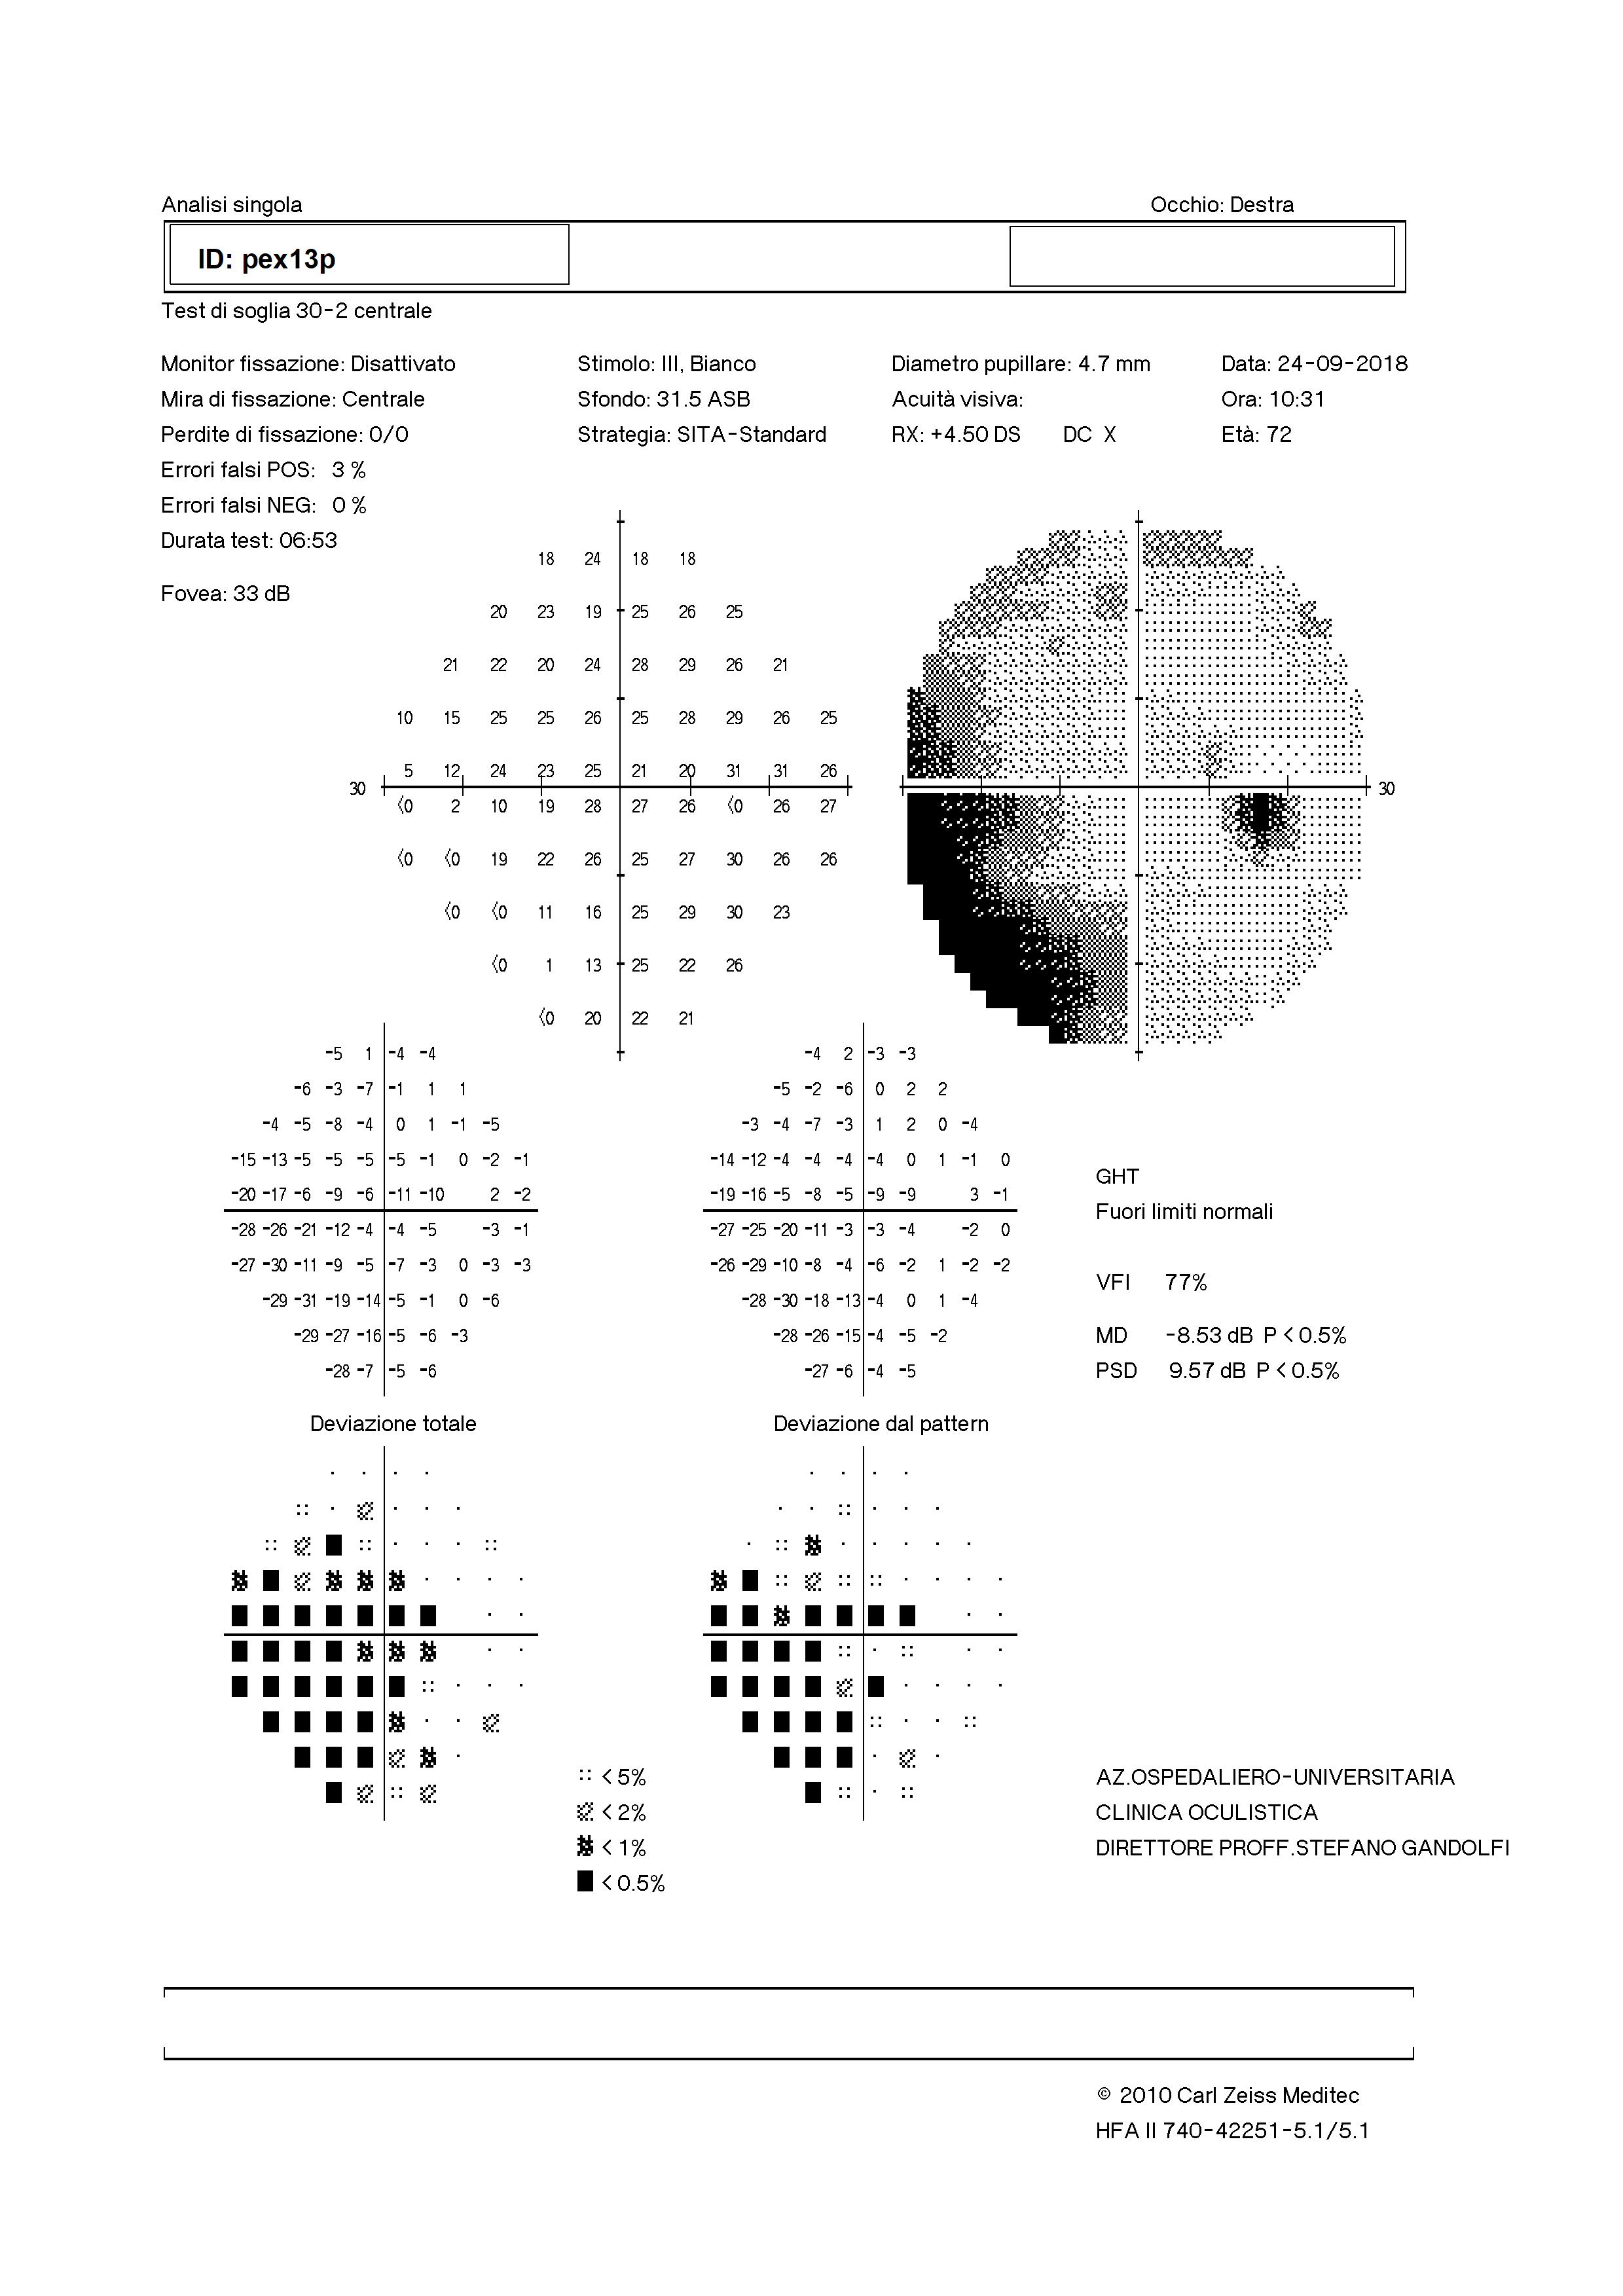 Analisi singola
Occhio: Destra
ID: pex13p
Test di soglia 30-2 centrale
Monitor fissazione: Disattivato
Mira di fissazione: Centrale
Perdite di fissazione: 0/0
Errori falsi POS: 3 %
Errori falsi NEG: 0 %
Durata test: 06:53
Fovea: 33 dB
Stimolo: III, Bianco
Sfondo: 31.5 ASB
Strategia: SITA-Standard
Diametro pupillare: 4.7 mm
Acuità visiva:
RX: +4.50 DS DC X
Data: 24-09-2018
Ora: 10:31
Età: 72
18 24 18 18
20 23 19 25 26 25
21 22 20 24 28 29 26 21
10 15 25 25 26 25 28 29 26 25
5 12 24 23 25 21 20 31 31 26
30
<0 2 10 19 28 27 26 <0 26 27
<0 <0 19 22 26 25 27 30 26 26
<0 <0 11 16 25 29 30 23
<0 1 13 25 22 26
<0 20 22 21
30
-5 1 -4 -4
-6 -3 -7 -1 1 1
-4 -5 -8 -4 0 1 -1 -5
-15 -13 -5 -5 -5 -5 -1 0 -2 -1
-20 -17 -6 -9 -6 -11 -10 2 -2
-28 -26 -21 -12 -4 -4 -5 -3 -1
-27 -30 -11 -9 -5 -7 -3 0 -3 -3
-29 -31 -19 -14 -5 -1 0 -6
-29 -27 -16 -5 -6 -3
-28 -7 -5 -6
Deviazione totale
-4 2 -3 -3
-5 -2 -6 0 2 2
-3 -4 -7 -3 1 2 0 -4
-14 -12 -4 -4 -4 -4 0 1 -1 0
-19 -16 -5 -8 -5 -9 -9 3 -1
-27 -25 -20 -11 -3 -3 -4 -2 0
-26 -29 -10 -8 -4 -6 -2 1 -2 -2
-28 -30 -18 -13 -4 0 1 -4
-28 -26 -15 -4 -5 -2
-27 -6 -4 -5
Deviazione dal pattern
GHT
Fuori limiti normali
VFI 77%
MD -8.53 dB P < 0.5%
PSD 9.57 dB P < 0.5%
< 5%
< 2%
< 1%
< 0.5%
AZ.OSPEDALIERO-UNIVERSITARIA
CLINICA OCULISTICA
DIRETTORE PROFF.STEFANO GANDOLFI
© 2010 Carl Zeiss Meditec
HFA II 740-42251-5.1/5.1